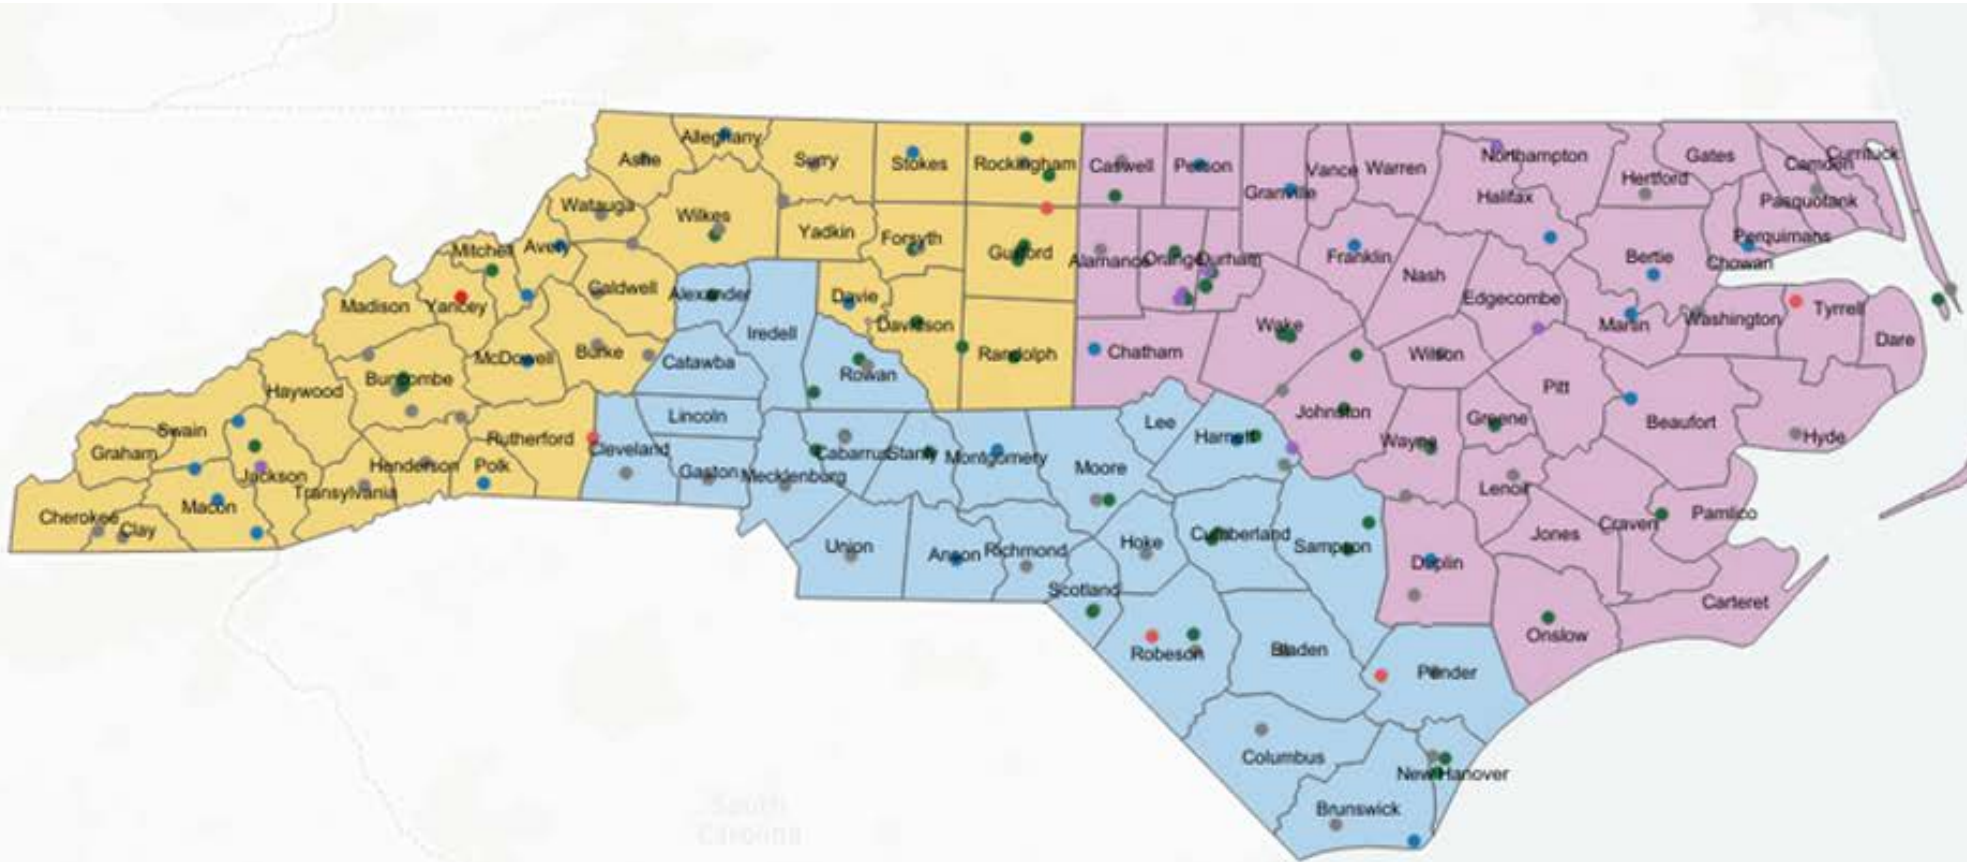 Alleghany
Ashe
Surry
Stokes
Rockingham
Caswell
Person
Granville
Vance
Warren
Northampton
Halifax
Hertford
Gates
Camden
Currituck
Pasquotank
Perquimans
Chowan
Bertie
Watauga
Wilkes
Yadkin
Forsyth
Guilford
Alamance
Orange
Durham
Franklin
Nash
Edgecombe
Martin
Washington
Tyrrell
Dare
Mitchell
Avery
Caldwell
Alexander
Davie
Davidson
Iredell
Madison
Yancey
McDowell
Burke
Catawba
Rowan
Randolph
Chatham
Wake
Wilson
Pitt
Beaufort
Hyde
Haywood
Buncombe
Lincoln
Lee
Johnston
Greene
Wayne
Swain
Graham
Jackson
Henderson
Rutherford
Polk
Cleveland
Gaston
Mecklenburg
Cabarrus
Stanly
Montgomery
Moore
Harnett
Lenoir
Transylvania
Macon
Cherokee
Clay
Union
Anson
Richmond
Hoke
Cumberland
Sampson
Duplin
Jones
Craven
Pamlico
Carteret
Scotland
Robeson
Bladen
Pender
Onslow
Columbus
New Hanover
Brunswick
South
Carolina